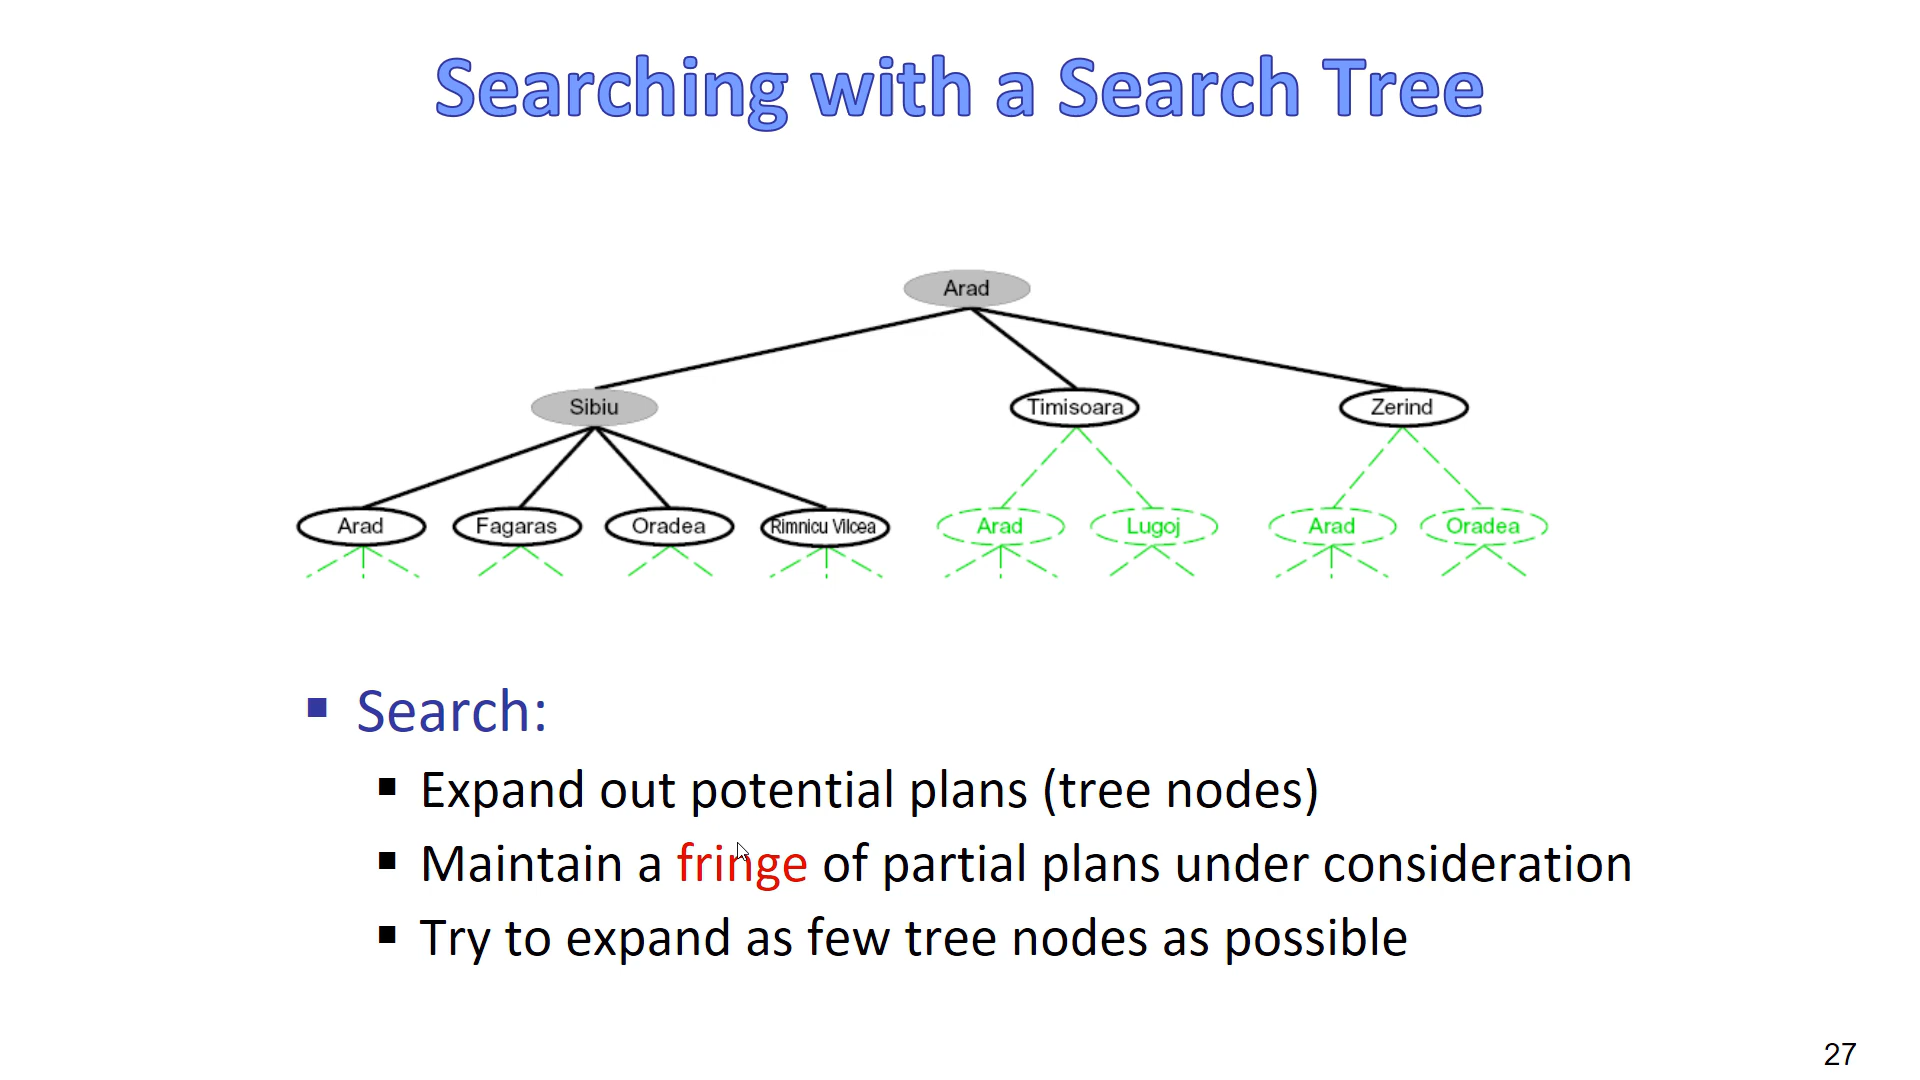 Searching with a Search Tree
Arad
Sibiu Timisoara Zerind
Arad Fagaras Oradea Rimnicu Vilcea Arad Lugoj Arad Oradea
Search:
Expand out potential plans (tree nodes)
Maintain a fringe of partial plans under consideration
Try to expand as few tree nodes as possible
27